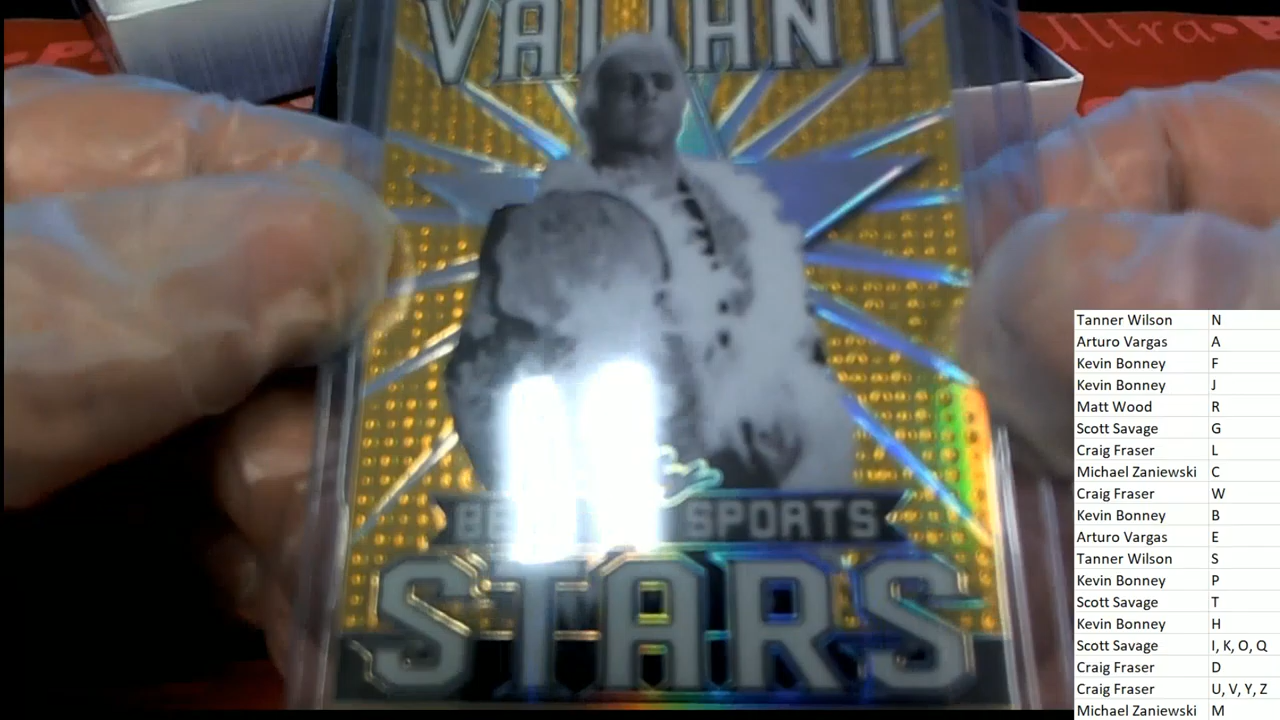 VALIANT
SPORTS
STARS
Tanner Wilson N
Arturo Vargas A
Kevin Bonney F
Kevin Bonney J
Matt Wood R
Scott Savage G
Craig Fraser L
Michael Zaniewski C
Craig Fraser W
Kevin Bonney B
Arturo Vargas E
Tanner Wilson S
Kevin Bonney P
Scott Savage T
Kevin Bonney H
Scott Savage I, K, O, Q
Craig Fraser D
Craig Fraser U, V, Y, Z
Michael Zaniewski M